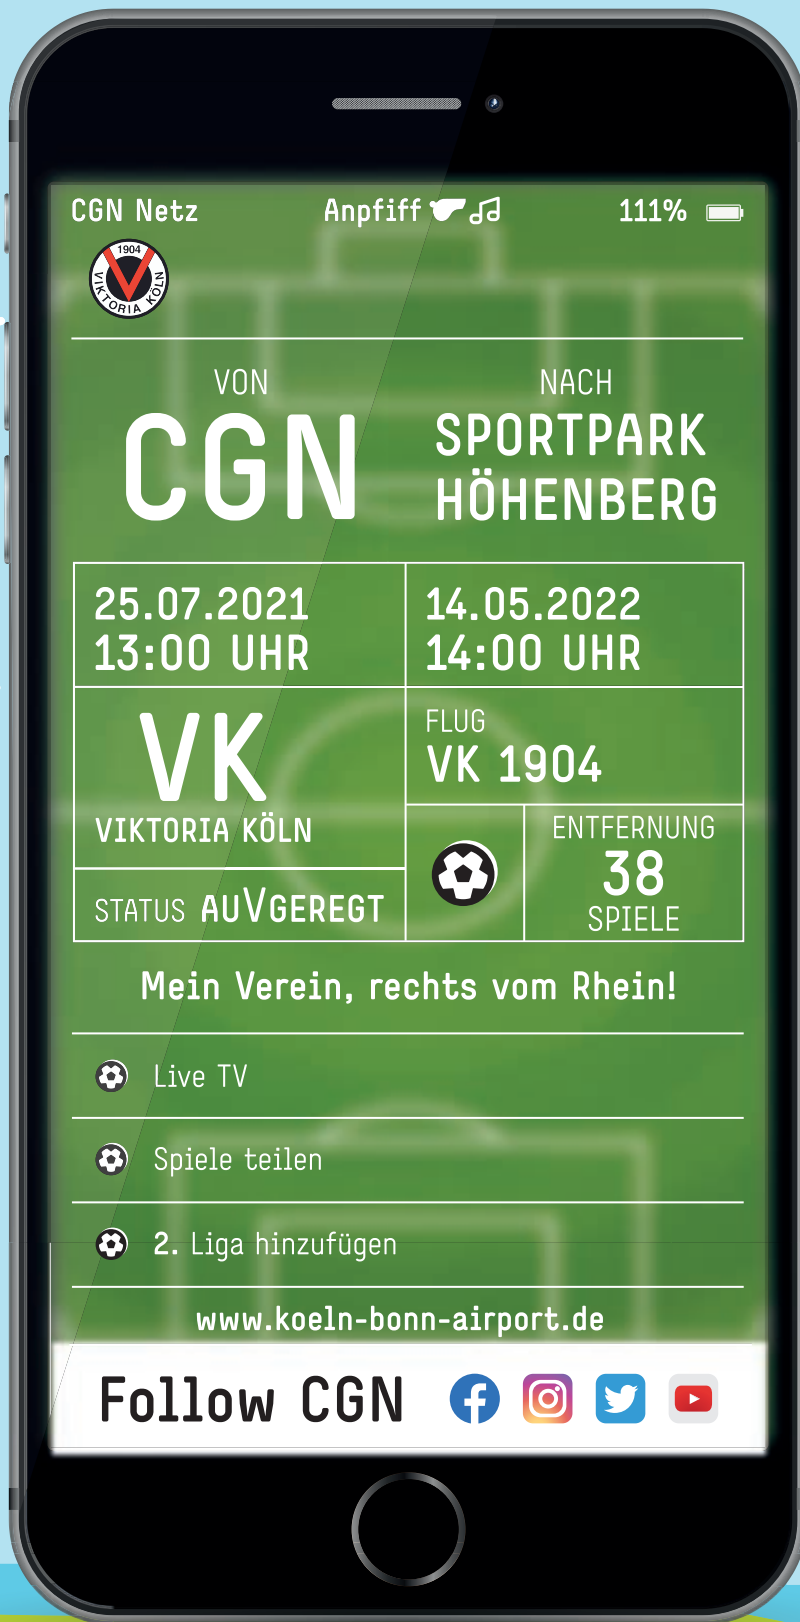 CGN Netz
Anpfiff
111%
1904
VIKTORIA KÖLN
VON
CGN
NACH
SPORTPARK
HÖHENBERG
25.07.2021
13:00 UHR
14.05.2022
14:00 UHR
VK
VIKTORIA KÖLN
FLUG
VK 1904
STATUS AUVGEREGT
ENTFERNUNG
38
SPIELE
Mein Verein, rechts vom Rhein!
Live TV
Spiele teilen
2. Liga hinzufügen
www.koeln-bonn-airport.de
Follow CGN